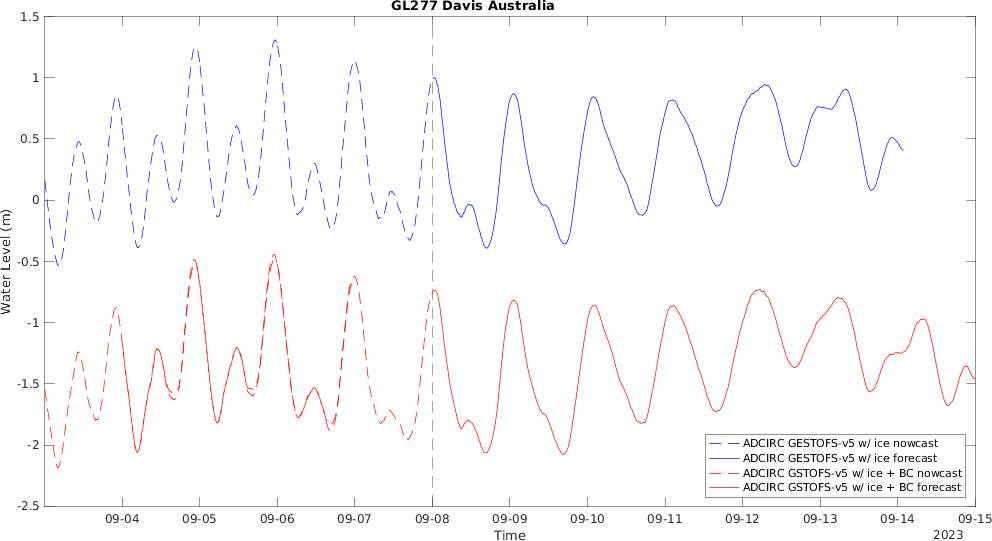 GL277 Davis Australia
Water Level (m)
1.5
1
0.5
0
-0.5
-1
-1.5
-2
-2.5
ADCIRC GESTOFS-v5 w/ ice nowcast
ADCIRC GESTOFS-v5 w/ ice forecast
ADCIRC GSTOFS-v5 w/ ice + BC nowcast
ADCIRC GSTOFS-v5 w/ ice + BC forecast
09-04 09-05 09-06 09-07 09-08 09-09 09-10 09-11 09-12 09-13 09-14 09-15
Time
2023